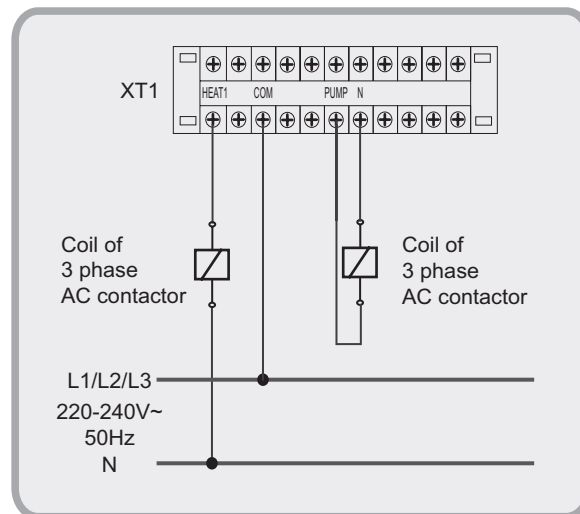 XT1
HEAT1 COM PUMP N
Coil of
3 phase
AC contactor
Coil of
3 phase
AC contactor
L1/L2/L3
220-240V~
50Hz
N